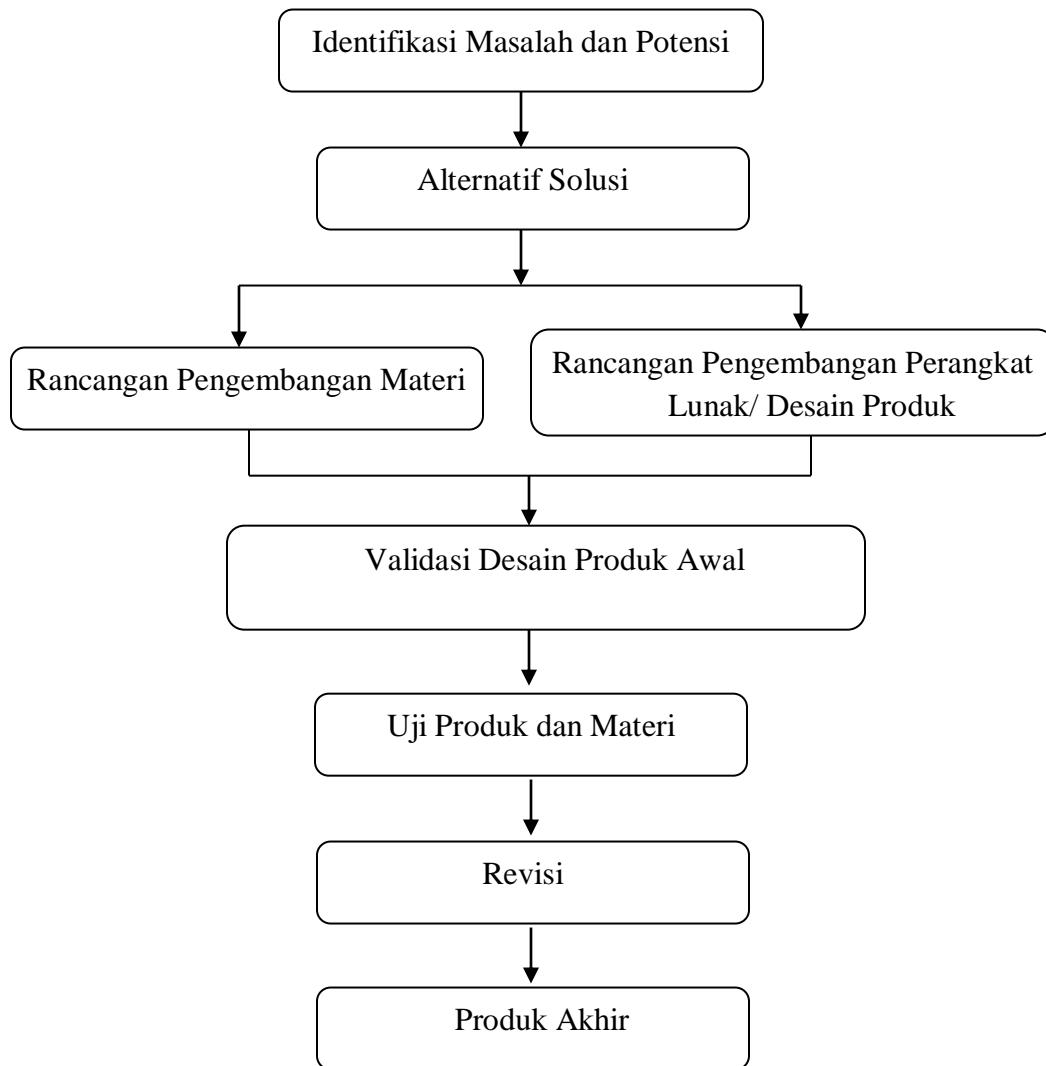 Identifikasi Masalah dan Potensi
Alternatif Solusi
Rancangan Pengembangan Materi
Rancangan Pengembangan Perangkat
Lunak/ Desain Produk
Validasi Desain Produk Awal
Uji Produk dan Materi
Revisi
Produk Akhir